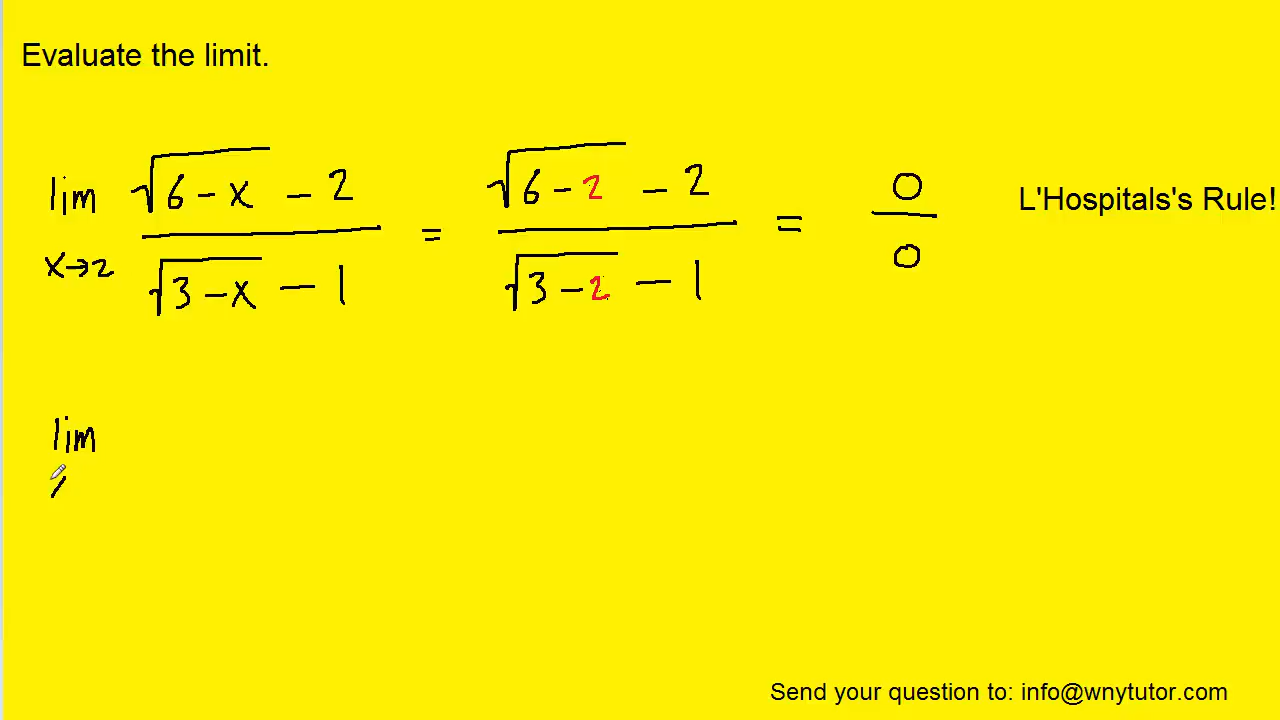 Evaluate the limit.
lim x→2 (√(6-x) - 2)/(√(3-x) - 1) = (√(6-2) - 2)/(√(3-2) - 1) = 0/0 L'Hospitals's Rule!
lim
Send your question to: info@wnytutor.com